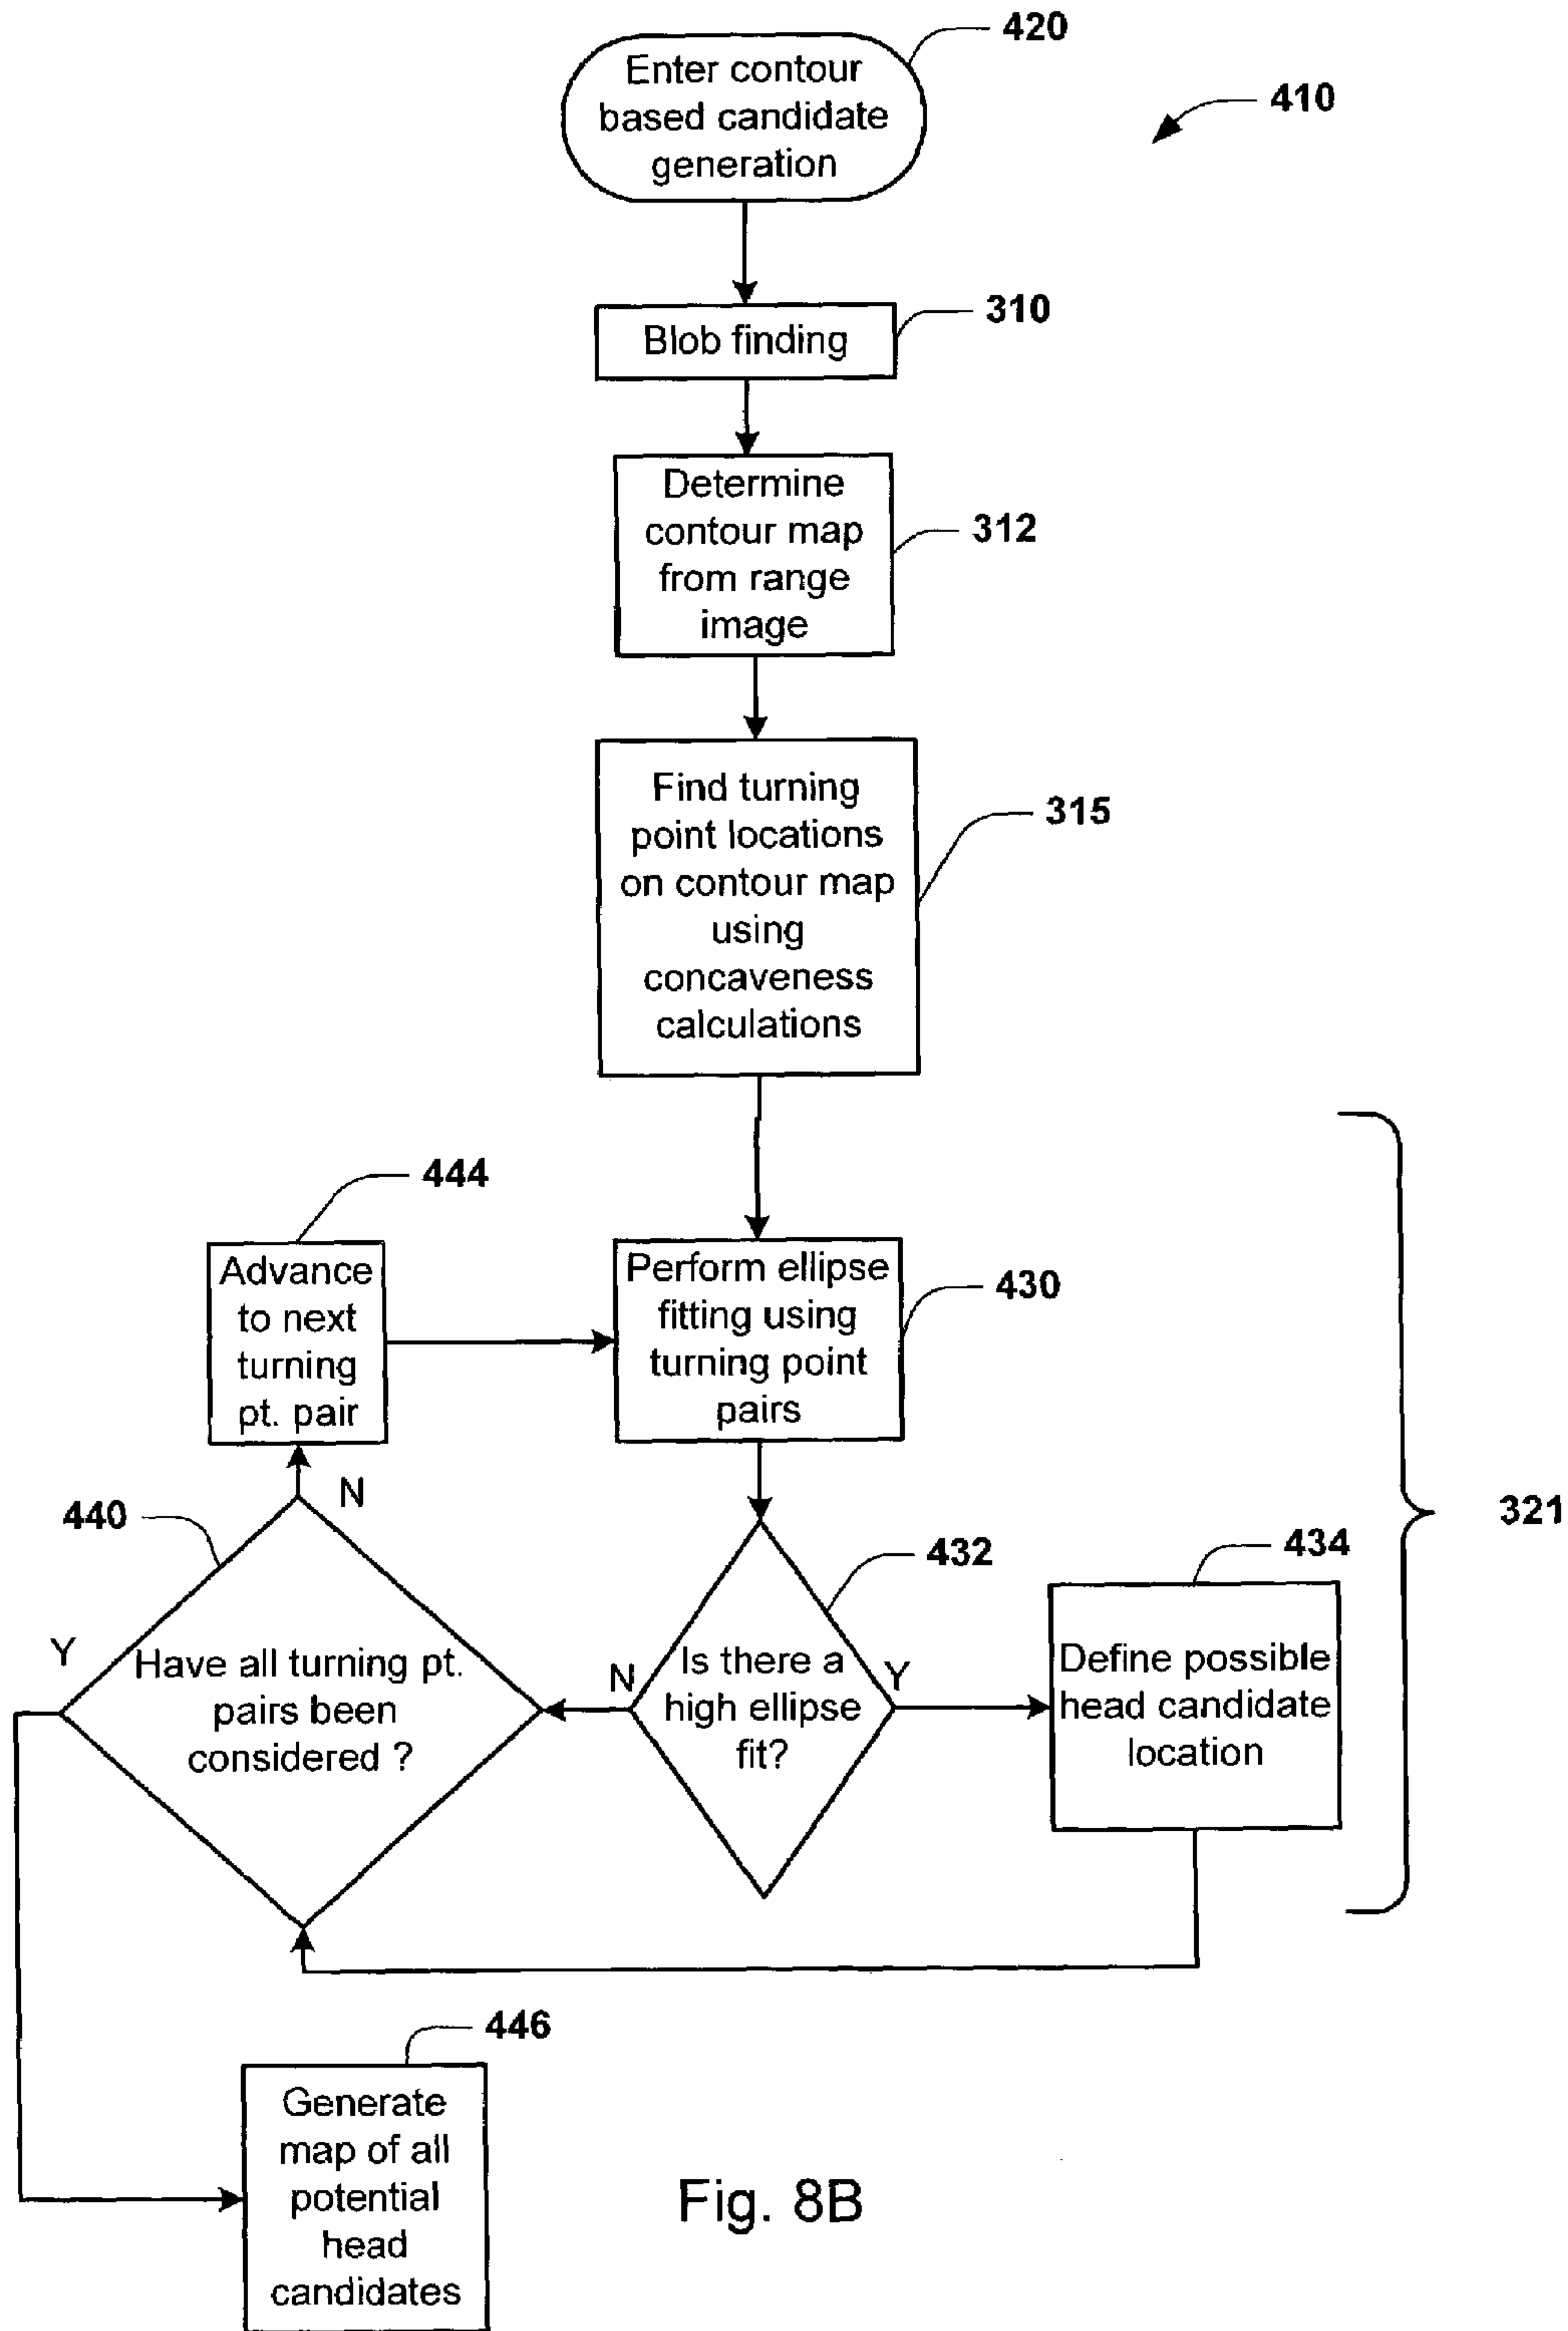 420
Enter contour
based candidate
generation
410
310
Blob finding
Determine
contour map
from range
image
312
Find turning
point locations
on contour map
using
concaveness
calculations
315
444
Advance
to next
turning
pt. pair
Perform ellipse
fitting using
turning point
pairs
430
N
440
Y
Have all turning pt.
pairs been
considered ?
N
Is there a
high ellipse
fit?
432
Y
434
Define possible
head candidate
location
321
446
Generate
map of all
potential
head
candidates
Fig. 8B